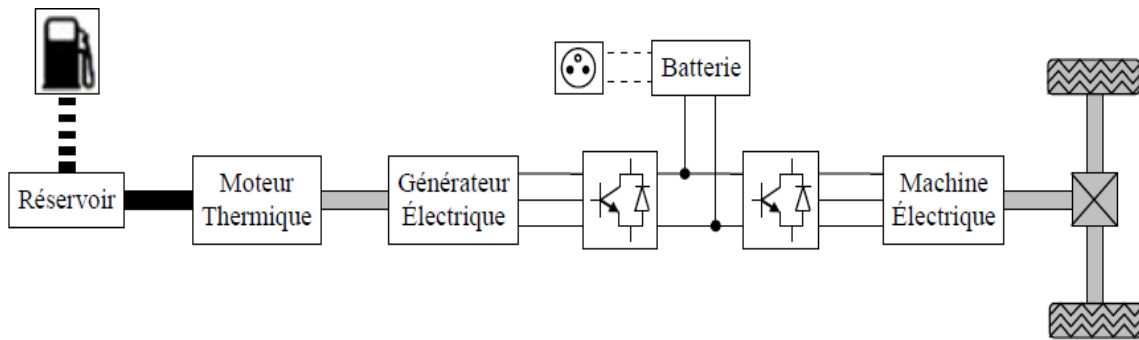 Batterie
Réservoir
Moteur
Thermique
Générateur
Électrique
Machine
Électrique